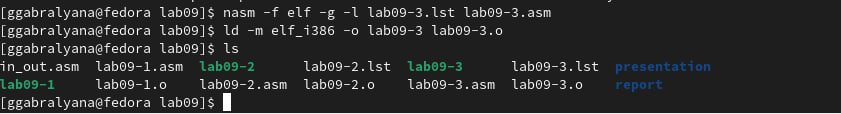 [ggabralyana@fedora lab09]$ nasm -f elf -g -l lab09-3.lst lab09-3.asm
[ggabralyana@fedora lab09]$ ld -m elf_i386 -o lab09-3 lab09-3.o
[ggabralyana@fedora lab09]$ ls
in_out.asm  lab09-1.asm  lab09-2      lab09-2.lst  lab09-3      lab09-3.lst  presentation
lab09-1     lab09-1.o    lab09-2.asm  lab09-2.o    lab09-3.asm  lab09-3.o    report
[ggabralyana@fedora lab09]$